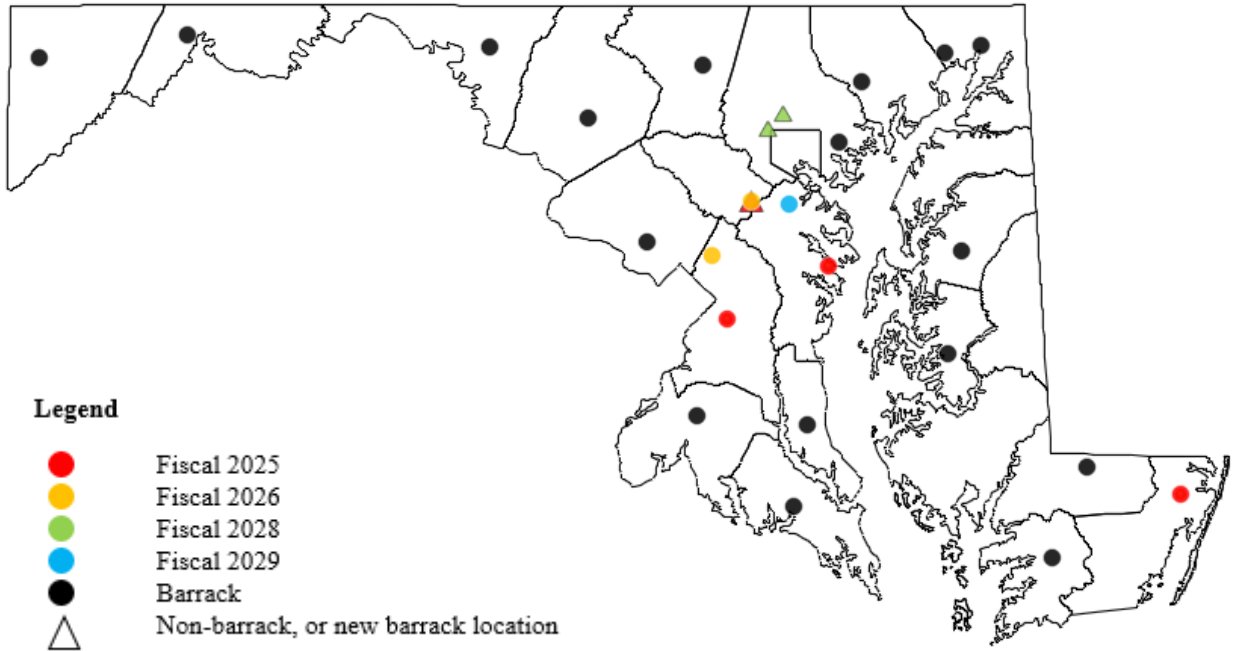 Legend
Fiscal 2025
Fiscal 2026
Fiscal 2028
Fiscal 2029
Barrack
Non-barrack, or new barrack location